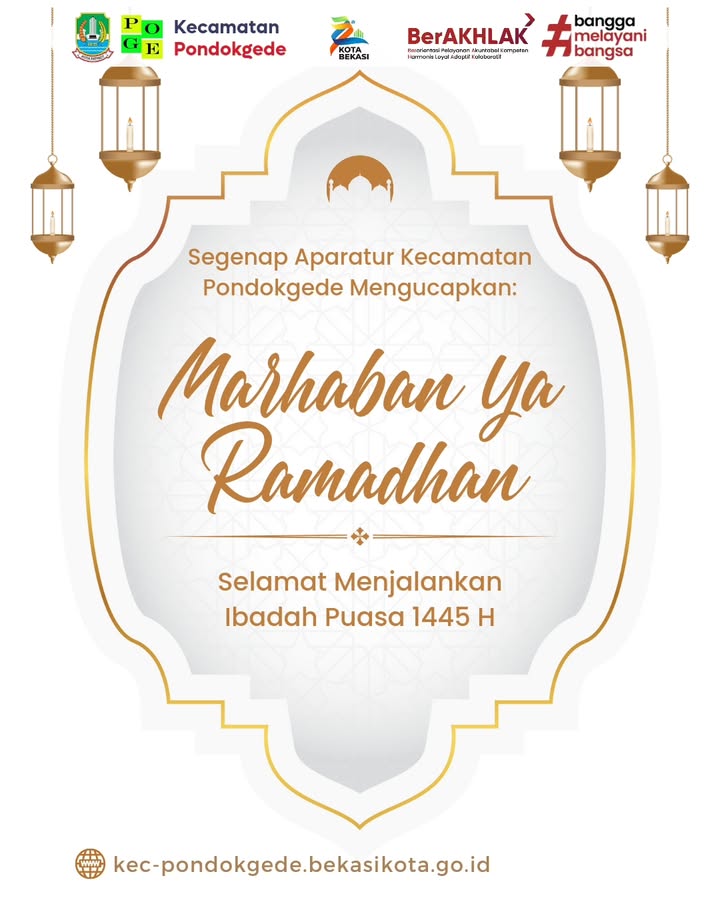 POGE
Kecamatan
Pondokgede
KOTA
BEKASI
BerAKHLAK
Berorientasi Pelayanan Akuntabel Kompeten
Harmonis Loyal Adaptif Kolaboratif
#bangga
melayani
bangsa
Segenap Aparatur Kecamatan
Pondokgede Mengucapkan:
Marhaban Ya
Ramadhan
Selamat Menjalankan
Ibadah Puasa 1445 H
kec-pondokgede.bekasikota.go.id